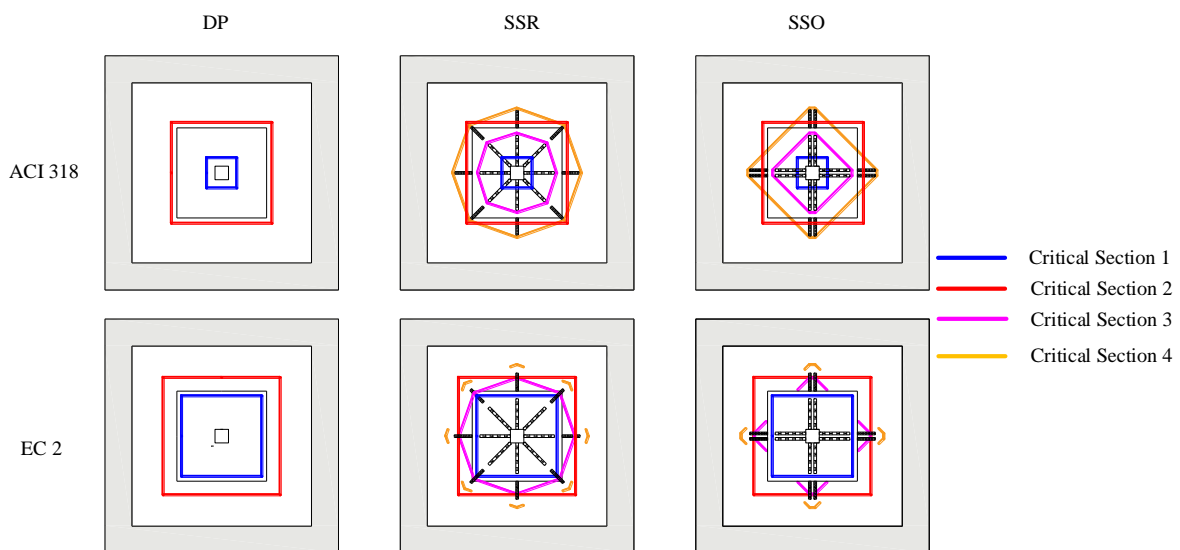 DP
SSR
SSO
ACI 318
Critical Section 1
Critical Section 2
Critical Section 3
Critical Section 4
EC 2